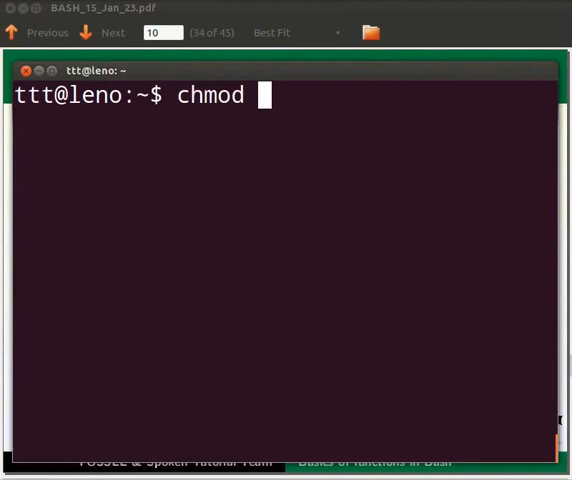 BASH_15_Jan_23.pdf
Previous Next 10 (34 of 45) Best Fit
ttt@leno: ~
ttt@leno:~$ chmod
FOSSEE & Spoken Tutorial Team Basics of functions in Bash